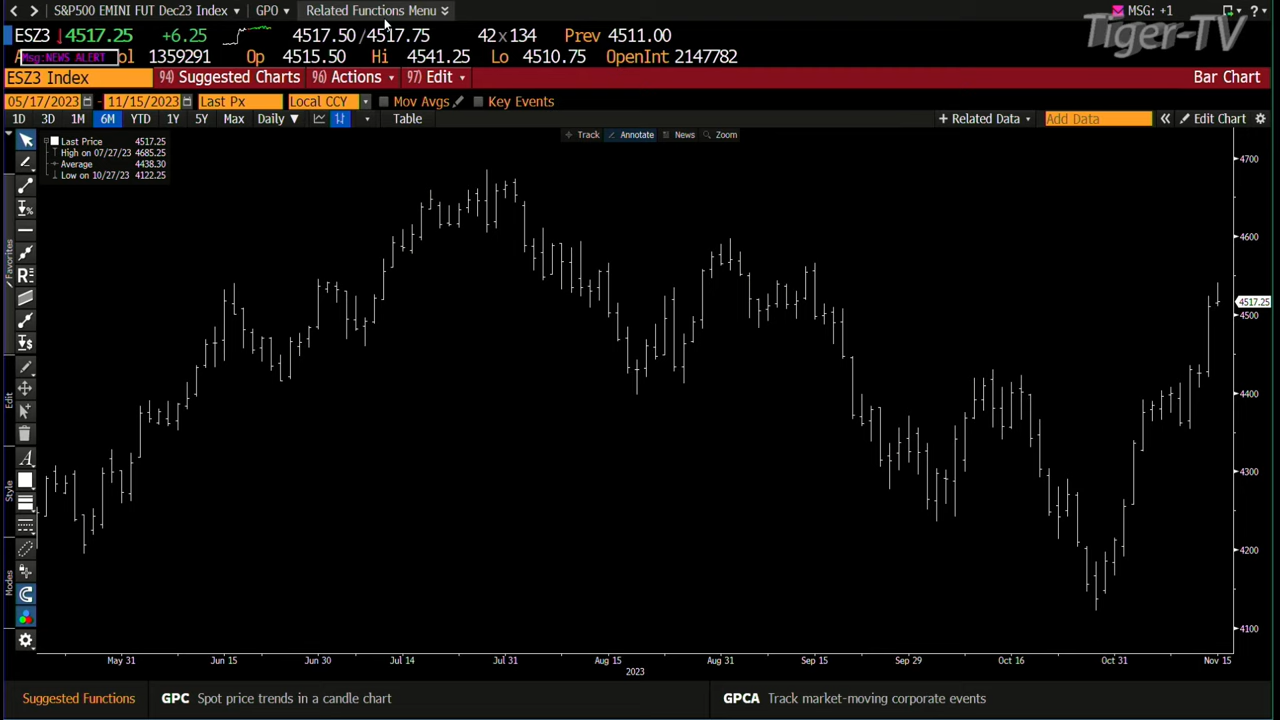 S&P500 EMINI FUT Dec23 Index GPO Related Functions Menu MSG: +1 ?
Tiger-TV
ESZ3 4517.25 +6.25 4517.50 /4517.75 42 x 134 Prev 4511.00
Msg:NEWS ALERT ol 1359291 Op 4515.50 Hi 4541.25 Lo 4510.75 OpenInt 2147782
ESZ3 Index 94) Suggested Charts 96) Actions 97) Edit Bar Chart
05/17/2023 - 11/15/2023 Last Px Local CCY Mov Avgs Key Events
1D 3D 1M 6M YTD 1Y 5Y Max Daily ▼ Table + Related Data Add Data « Edit Chart
Track Annotate News Zoom
Last Price 4517.25
High on 07/27/23 4685.25
Average 4438.30
Low on 10/27/23 4122.25
4700
4600
4517.25
4500
4400
4300
4200
4100
Favorites
Edit
Style
Modes
May 31 Jun 15 Jun 30 Jul 14 Jul 31 Aug 15 Aug 31 Sep 15 Sep 29 Oct 16 Oct 31 Nov 15
2023
Suggested Functions GPC Spot price trends in a candle chart GPCA Track market-moving corporate events